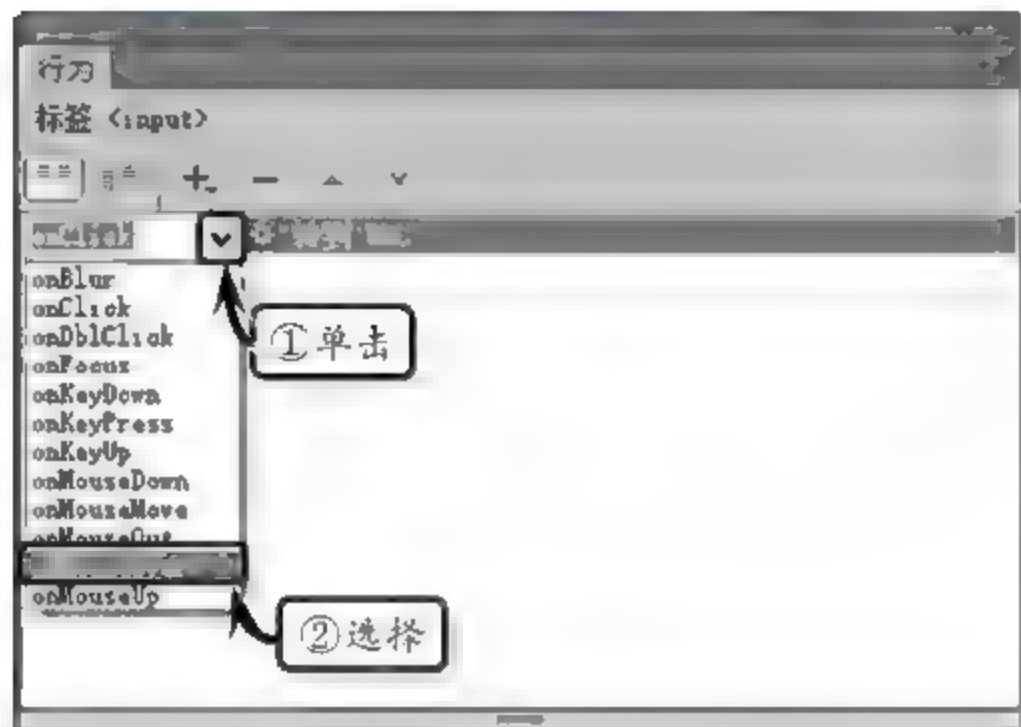 行为
标签 <input>
onBlur
onClick
onDblClick
onFocus
onKeyDown
onKeyPress
onKeyUp
onMouseDown
onMouseMove
onMouseOut
onMouseUp
①单击
②选择